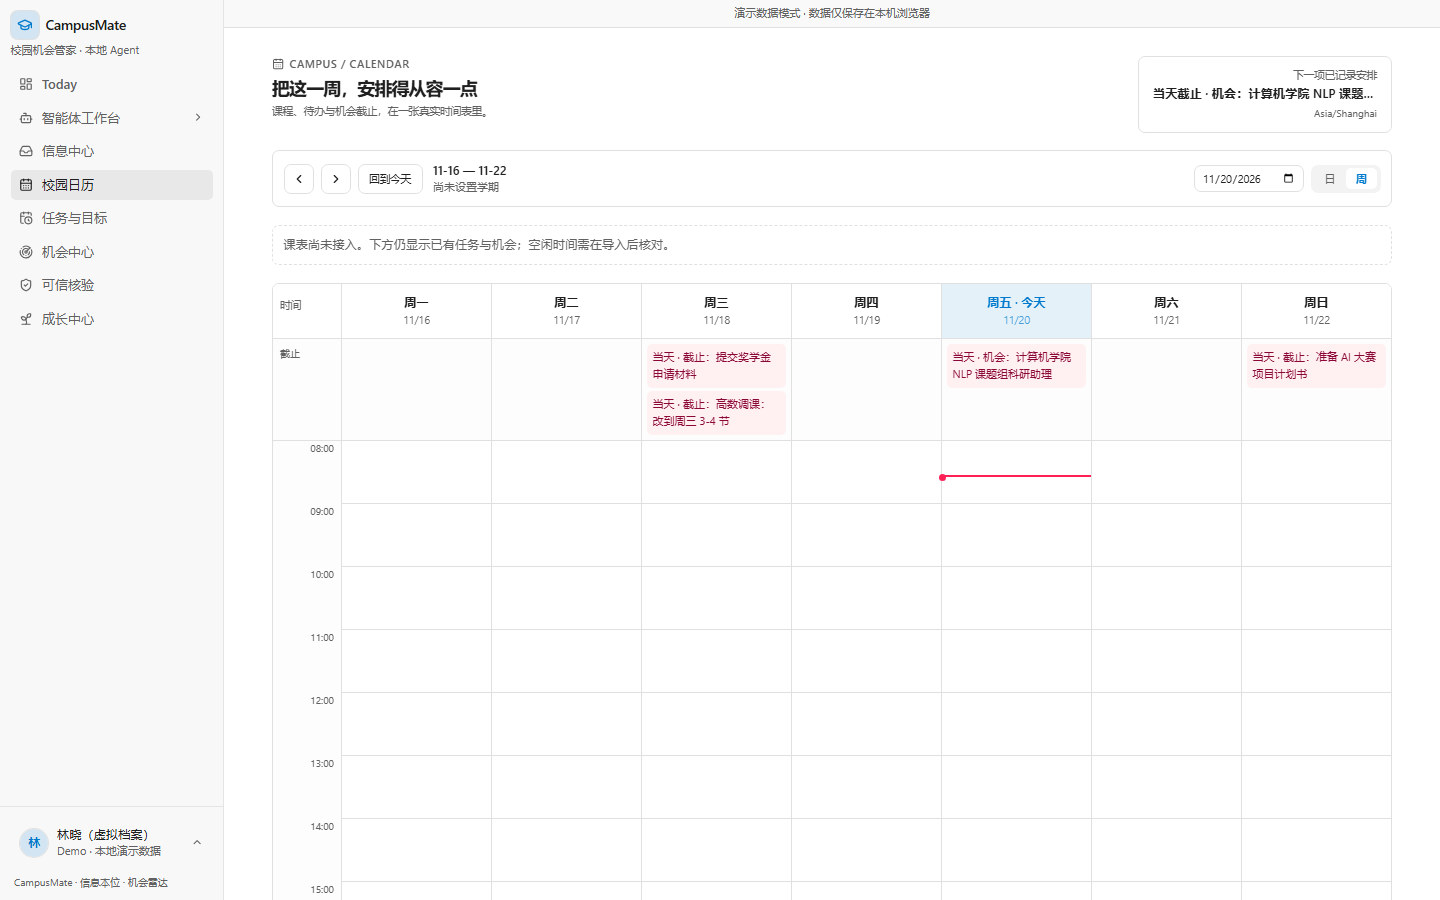 CampusMate
校园机会管家 · 本地 Agent
Today
智能体工作台
信息中心
校园日历
任务与目标
机会中心
可信核验
成长中心
林
林晓（虚拟档案）
Demo · 本地演示数据
CampusMate · 信息本位 · 机会雷达
演示数据模式 · 数据仅保存在本机浏览器
CAMPUS / CALENDAR
把这一周，安排得从容一点
课程、待办与机会截止，在一张真实时间表里。
下一项已记录安排
当天截止 · 机会：计算机学院 NLP 课题...
Asia/Shanghai
回到今天
11-16 — 11-22
尚未设置学期
11/20/2026
日
周
课表尚未接入。下方仍显示已有任务与机会；空闲时间需在导入后核对。
时间
周一
11/16
周二
11/17
周三
11/18
周四
11/19
周五 · 今天
11/20
周六
11/21
周日
11/22
截止
当天 · 截止：提交奖学金
申请材料
当天 · 截止：高数调课：
改到周三 3-4 节
当天 · 机会：计算机学院
NLP 课题组科研助理
当天 · 截止：准备 AI 大赛
项目计划书
08:00
09:00
10:00
11:00
12:00
13:00
14:00
15:00